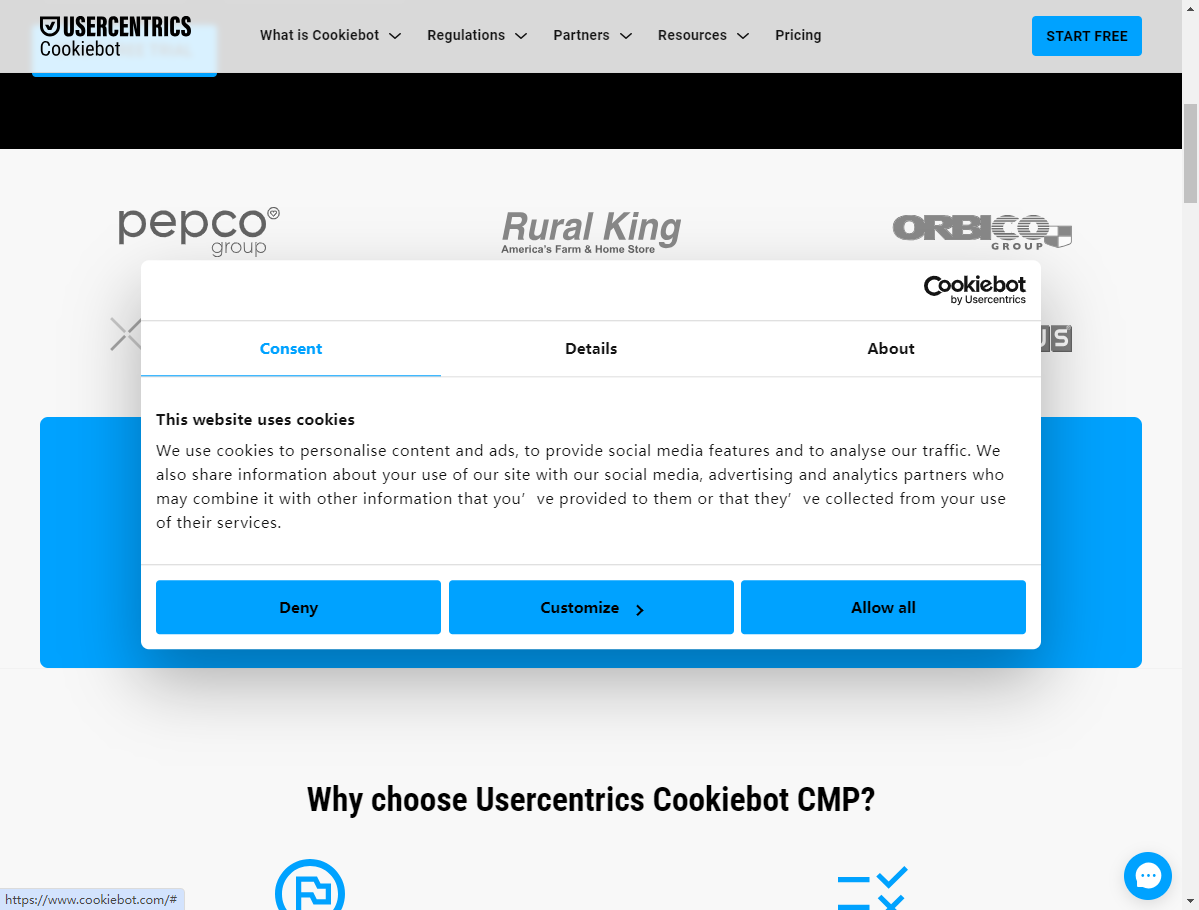 USERCENTRICS
Cookiebot
What is Cookiebot
Regulations
Partners
Resources
Pricing
START FREE
pepco
group
Rural King
America's Farm & Home Store
ORBICO
GROUP
Cookiebot
by Usercentrics
US
Consent
Details
About
This website uses cookies
We use cookies to personalise content and ads, to provide social media features and to analyse our traffic. We
also share information about your use of our site with our social media, advertising and analytics partners who
may combine it with other information that you’ve provided to them or that they’ve collected from your use
of their services.
Deny
Customize
Allow all
Why choose Usercentrics Cookiebot CMP?
https://www.cookiebot.com/#